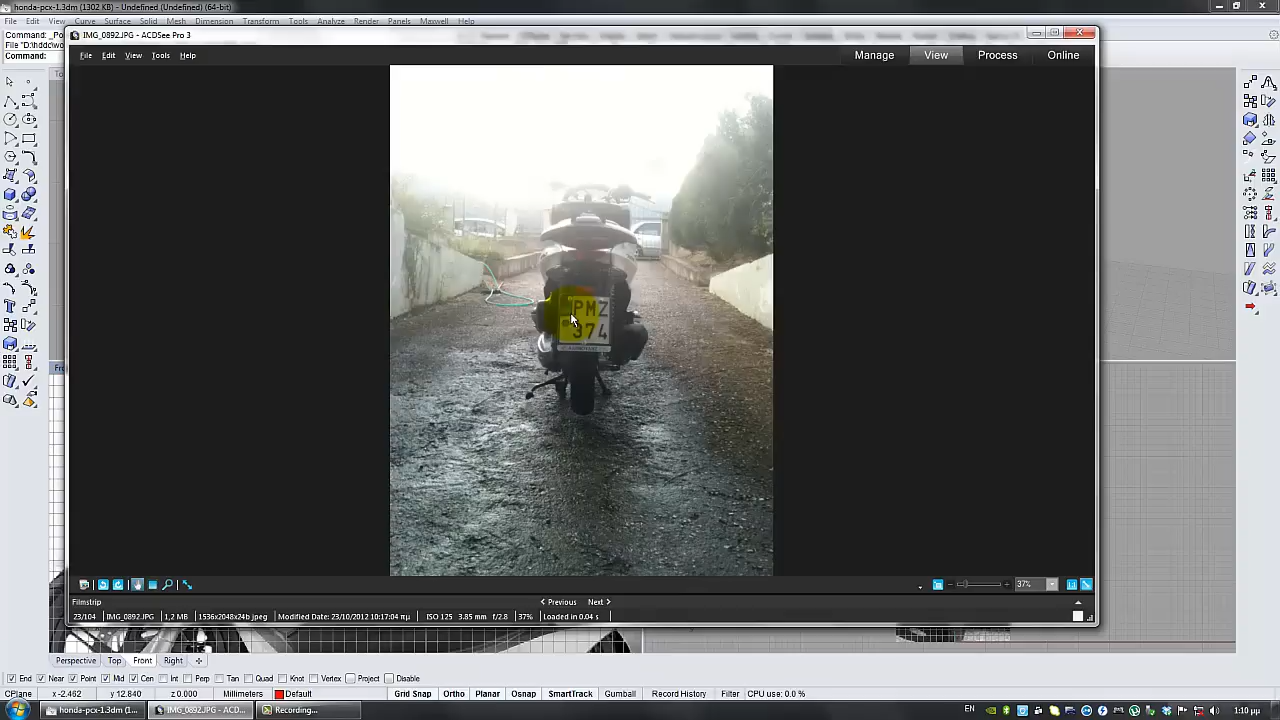 honda-pcx-1.3dm (1302 KB) - Undefined (Undefined) (64-bit)
File Edit View Curve Surface Solid Mesh Dimension Transform Tools Analyze Render Panels Maxwell Help
Command: _Po
File "D:\hddc\wo
Command:
IMG_0892.JPG - ACDSee Pro 3
File Edit View Tools Help
Manage View Process Online
PMZ
374
37%
Filmstrip
Previous Next
23/104 IMG_0892.JPG 1,2 MB 1536x2048x24b jpeg Modified Date: 23/10/2012 10:17:04 πμ ISO 125 3.85 mm f/2.8 37% Loaded in 0.04 s
Perspective Top Front Right
End Near Point Mid Cen Int Perp Tan Quad Knot Vertex Project Disable
CPlane x -2.462 y 12.840 z 0.000 Millimeters Default Grid Snap Ortho Planar Osnap SmartTrack Gumball Record History Filter CPU use: 0.0 %
honda-pcx-1.3dm (1... IMG_0892.JPG - ACD... Recording... EN 1:10 μμ